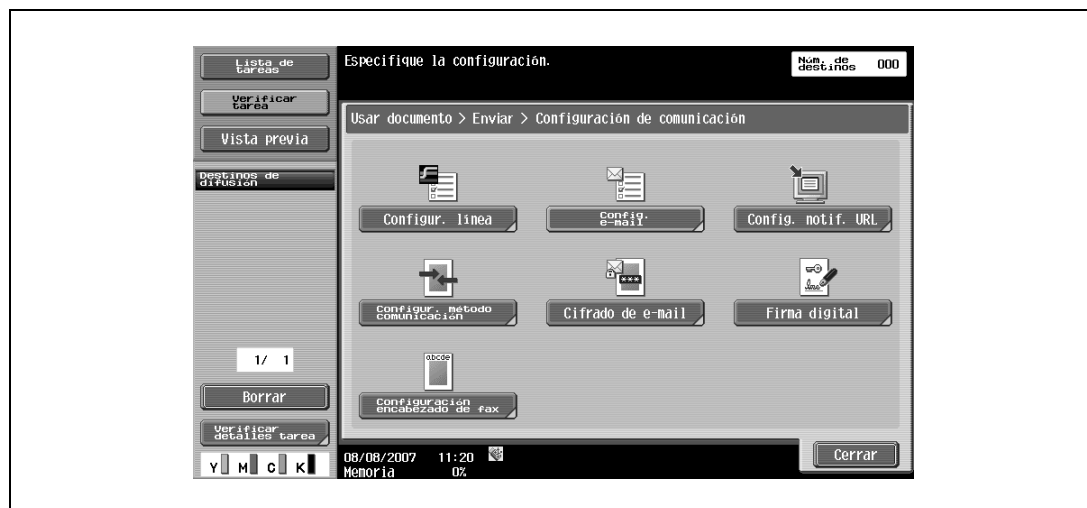 Lista de
tareas
Verificar
tarea
Vista previa
Destinos de
difusión
1/ 1
Borrar
Verificar
detalles tarea
Y M C K
Especifique la configuración.
Núm. de
destinos 000
Usar documento > Enviar > Configuración de comunicación
Configur. línea
Config.
e-mail
Config. notif. URL
Configur. método
comunicación
Cifrado de e-mail
Firma digital
abcde
Configuración
encabezado de fax
08/08/2007 11:20
Memoria 0%
Cerrar